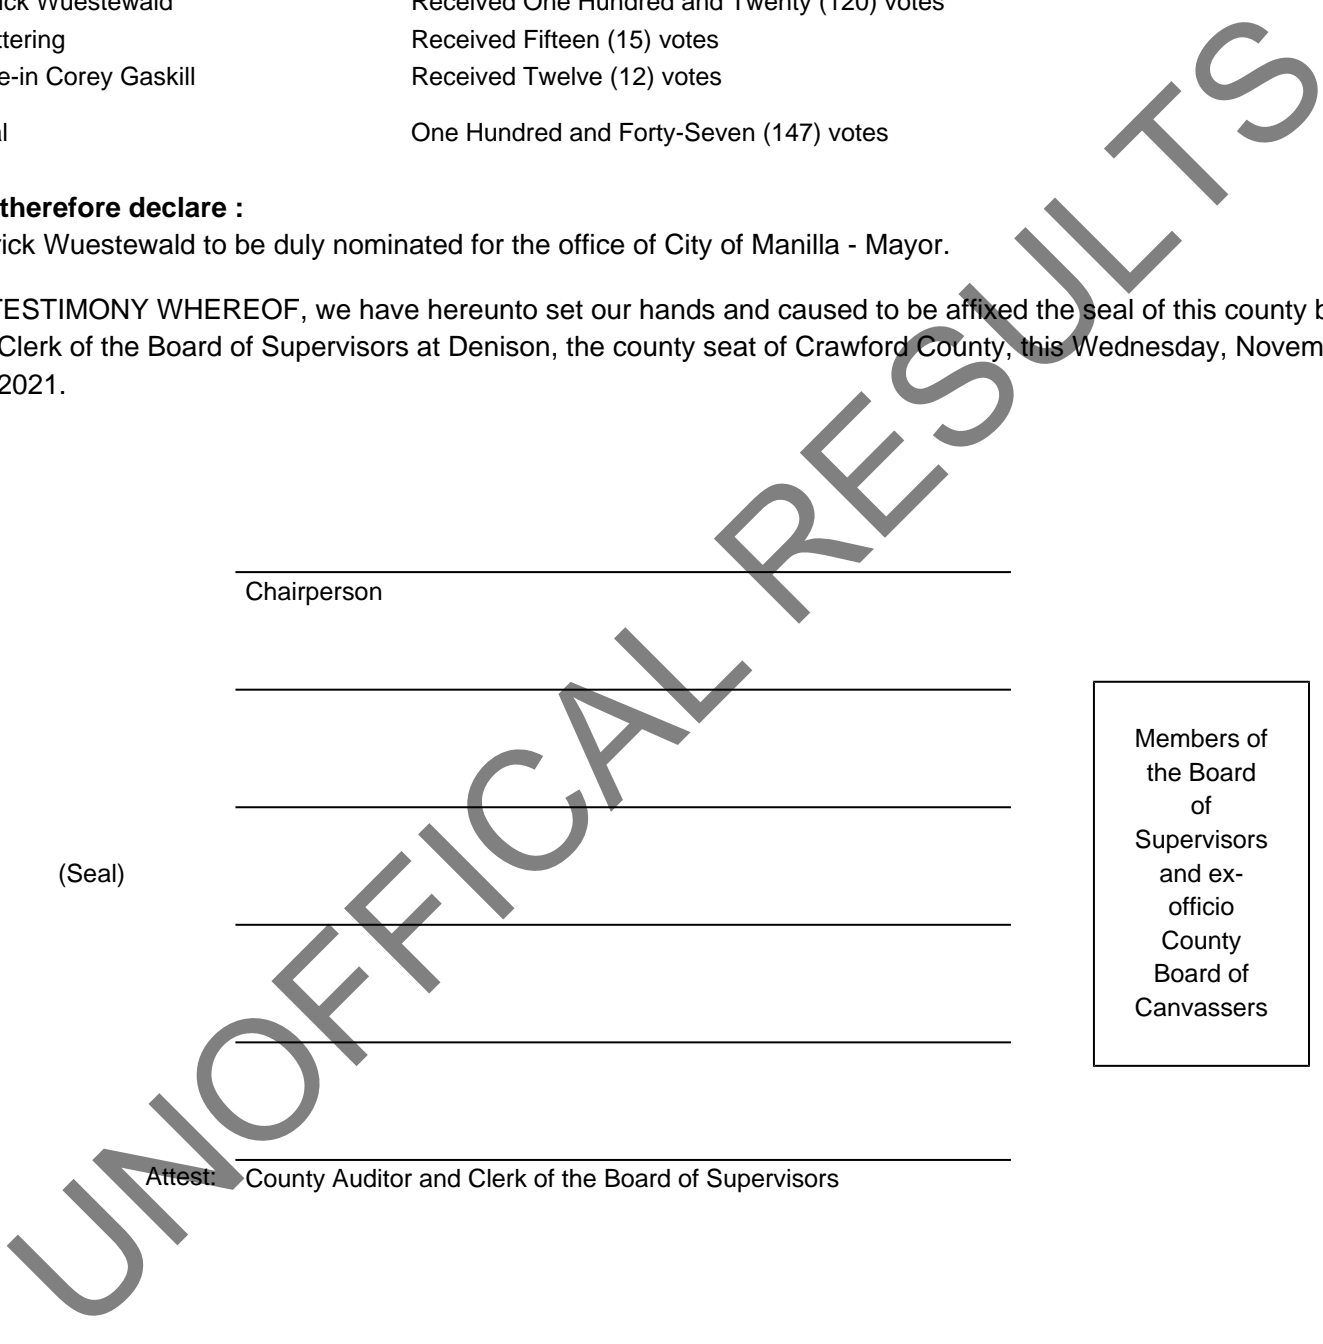 ick Wuestewald Received One Hundred and Twenty (120) votes
ttering Received Fifteen (15) votes
e-in Corey Gaskill Received Twelve (12) votes
al One Hundred and Forty-Seven (147) votes
therefore declare :
rick Wuestewald to be duly nominated for the office of City of Manilla - Mayor.
TESTIMONY WHEREOF, we have hereunto set our hands and caused to be affixed the seal of this county b
Clerk of the Board of Supervisors at Denison, the county seat of Crawford County, this Wednesday, Novem
2021.
Chairperson
Members of
the Board
of
Supervisors
and ex-
officio
County
Board of
Canvassers
(Seal)
Attest: County Auditor and Clerk of the Board of Supervisors
UNOFFICAL RESULTS